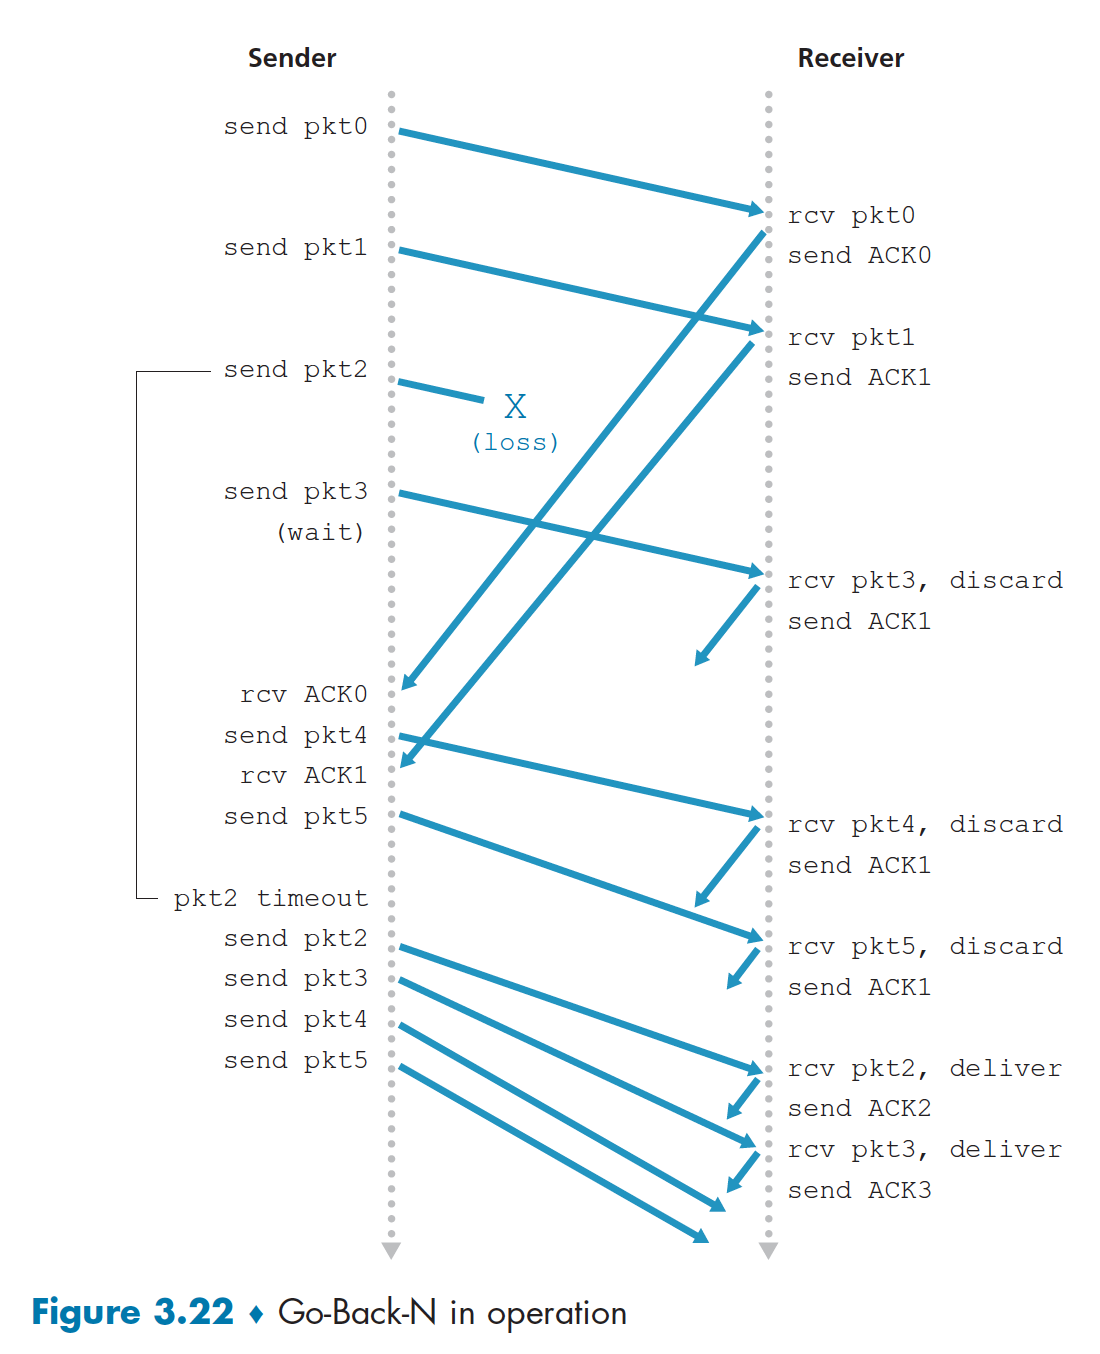 Sender
Receiver
send pkt0
rcv pkt0
send ACK0
send pkt1
rcv pkt1
send ACK1
send pkt2
X
(loss)
send pkt3
(wait)
rcv pkt3, discard
send ACK1
rcv ACK0
send pkt4
rcv ACK1
send pkt5
rcv pkt4, discard
send ACK1
pkt2 timeout
send pkt2
send pkt3
send pkt4
send pkt5
rcv pkt5, discard
send ACK1
rcv pkt2, deliver
send ACK2
rcv pkt3, deliver
send ACK3
Figure 3.22 ♦ Go-Back-N in operation